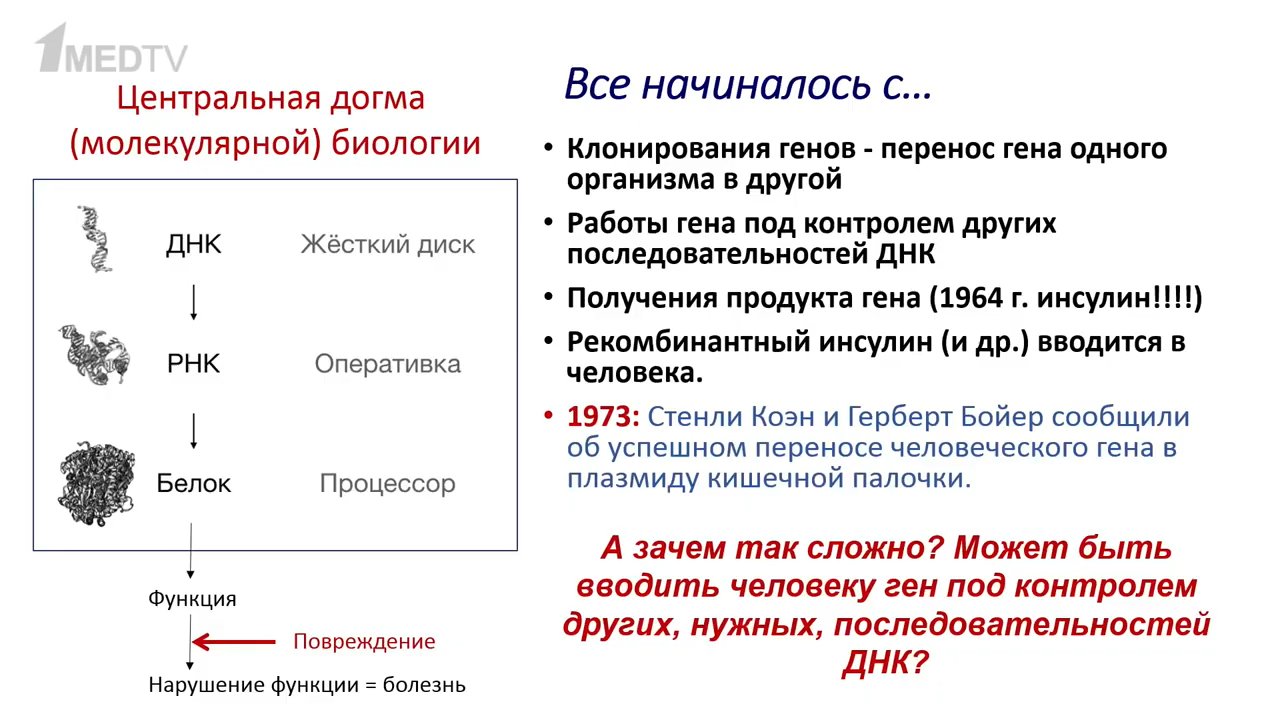 1MEDTV
Центральная догма
(молекулярной) биологии
ДНК Жёсткий диск
РНК Оперативка
Белок Процессор
Функция
Повреждение
Нарушение функции = болезнь
Все начиналось с...
• Клонирования генов - перенос гена одного
организма в другой
• Работы гена под контролем других
последовательностей ДНК
• Получения продукта гена (1964 г. инсулин!!!!)
• Рекомбинантный инсулин (и др.) вводится в
человека.
• 1973: Стенли Коэн и Герберт Бойер сообщили
об успешном переносе человеческого гена в
плазмиду кишечной палочки.
А зачем так сложно? Может быть
вводить человеку ген под контролем
других, нужных, последовательностей
ДНК?